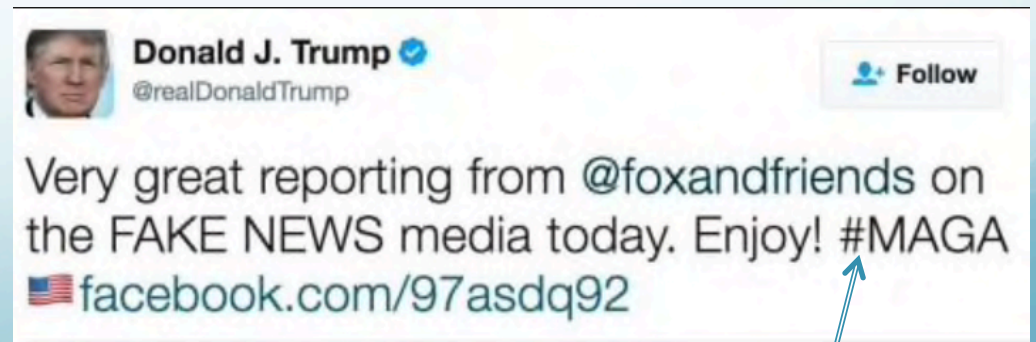 Donald J. Trump
@realDonaldTrump
Follow
Very great reporting from @foxandfriends on
the FAKE NEWS media today. Enjoy! #MAGA
facebook.com/97asdq92